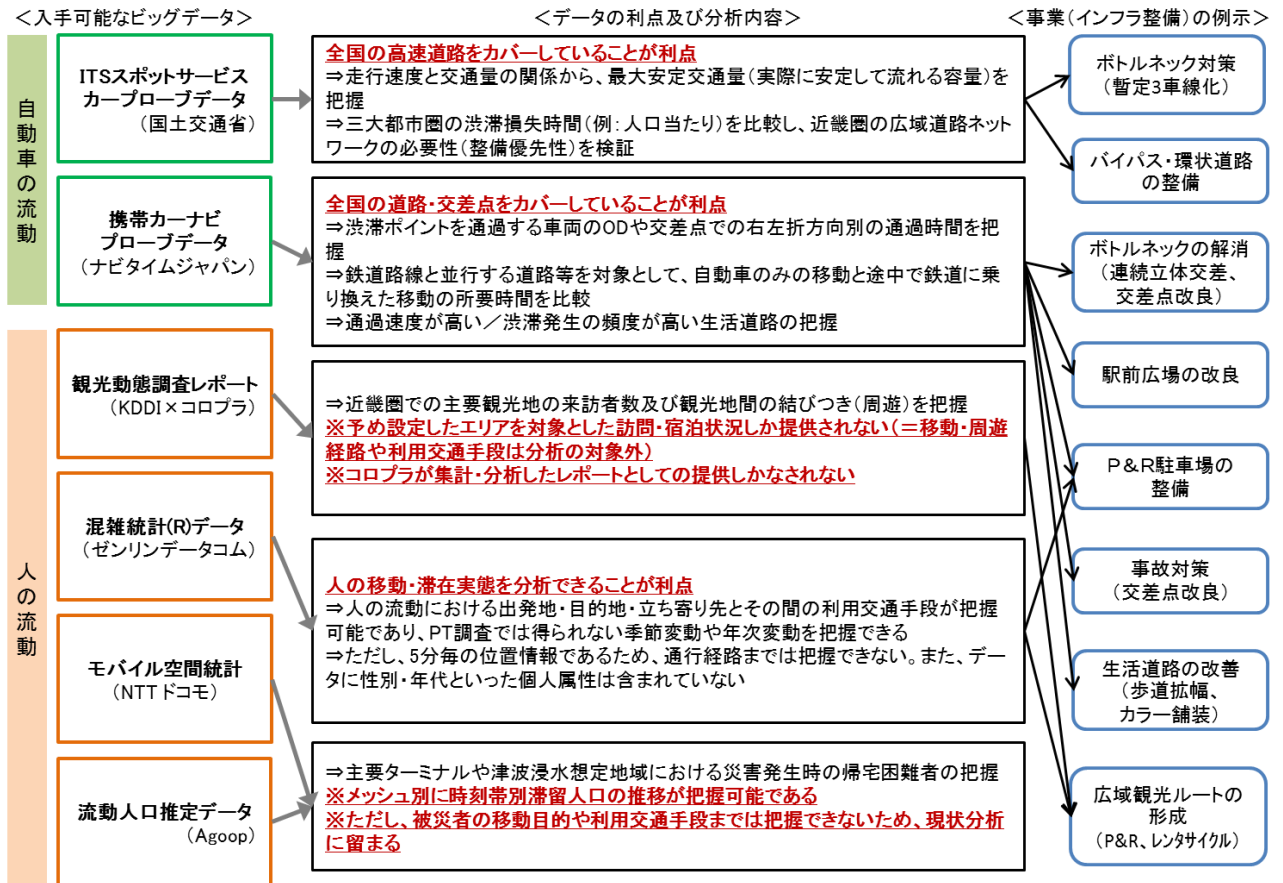 ＜入手可能なビッグデータ＞
＜データの利点及び分析内容＞
＜事業（インフラ整備）の例示＞
自動車の流動
ITSスポットサービス
カープローブデータ
（国土交通省）
携帯カーナビ
プローブデータ
（ナビタイムジャパン）
人の流動
観光動態調査レポート
（KDDI×コロプラ）
混雑統計(R)データ
（ゼンリンデータコム）
モバイル空間統計
（NTTドコモ）
流動人口推定データ
（Agoop）
全国の高速道路をカバーしていることが利点
⇒走行速度と交通量の関係から、最大安定交通量（実際に安定して流れる容量）を
把握
⇒三大都市圏の渋滞損失時間（例：人口当たり）を比較し、近畿圏の広域道路ネット
ワークの必要性（整備優先性）を検証
全国の道路・交差点をカバーしていることが利点
⇒渋滞ポイントを通過する車両のODや交差点での右左折方向別の通過時間を把
握
⇒鉄道路線と並行する道路等を対象として、自動車のみの移動と途中で鉄道に乗
り換えた移動の所要時間を比較
⇒通過速度が高い／渋滞発生の頻度が高い生活道路の把握
⇒近畿圏での主要観光地の来訪者数及び観光地間の結びつき（周遊）を把握
※予め設定したエリアを対象とした訪問・宿泊状況しか提供されない（＝移動・周遊
経路や利用交通手段は分析の対象外）
※コロプラが集計・分析したレポートとしての提供しかなされない
人の移動・滞在実態を分析できることが利点
⇒人の流動における出発地・目的地・立ち寄り先とその間の利用交通手段が把握
可能であり、PT調査では得られない季節変動や年次変動を把握できる
⇒ただし、5分毎の位置情報であるため、通行経路までは把握できない。また、デー
タに性別・年代といった個人属性は含まれていない
⇒主要ターミナルや津波浸水想定地域における災害発生時の帰宅困難者の把握
※メッシュ別に時刻帯別滞留人口の推移が把握可能である
※ただし、被災者の移動目的や利用交通手段までは把握できないため、現状分析
に留まる
ボトルネック対策
（暫定3車線化）
バイパス・環状道路
の整備
ボトルネックの解消
（連続立体交差、
交差点改良）
駅前広場の改良
Ｐ＆Ｒ駐車場の
整備
事故対策
（交差点改良）
生活道路の改善
（歩道拡幅、
カラー舗装）
広域観光ルートの
形成
（P&R、レンタサイクル）